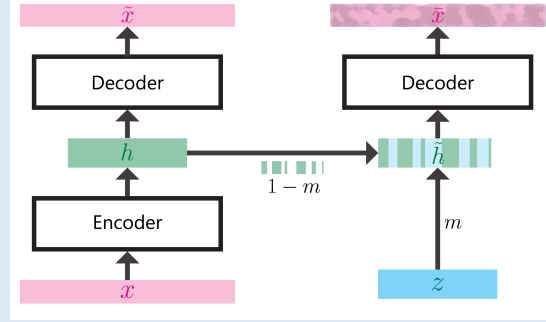 x̃ x̄
Decoder Decoder
h h̃
1 − m
Encoder
m
x z